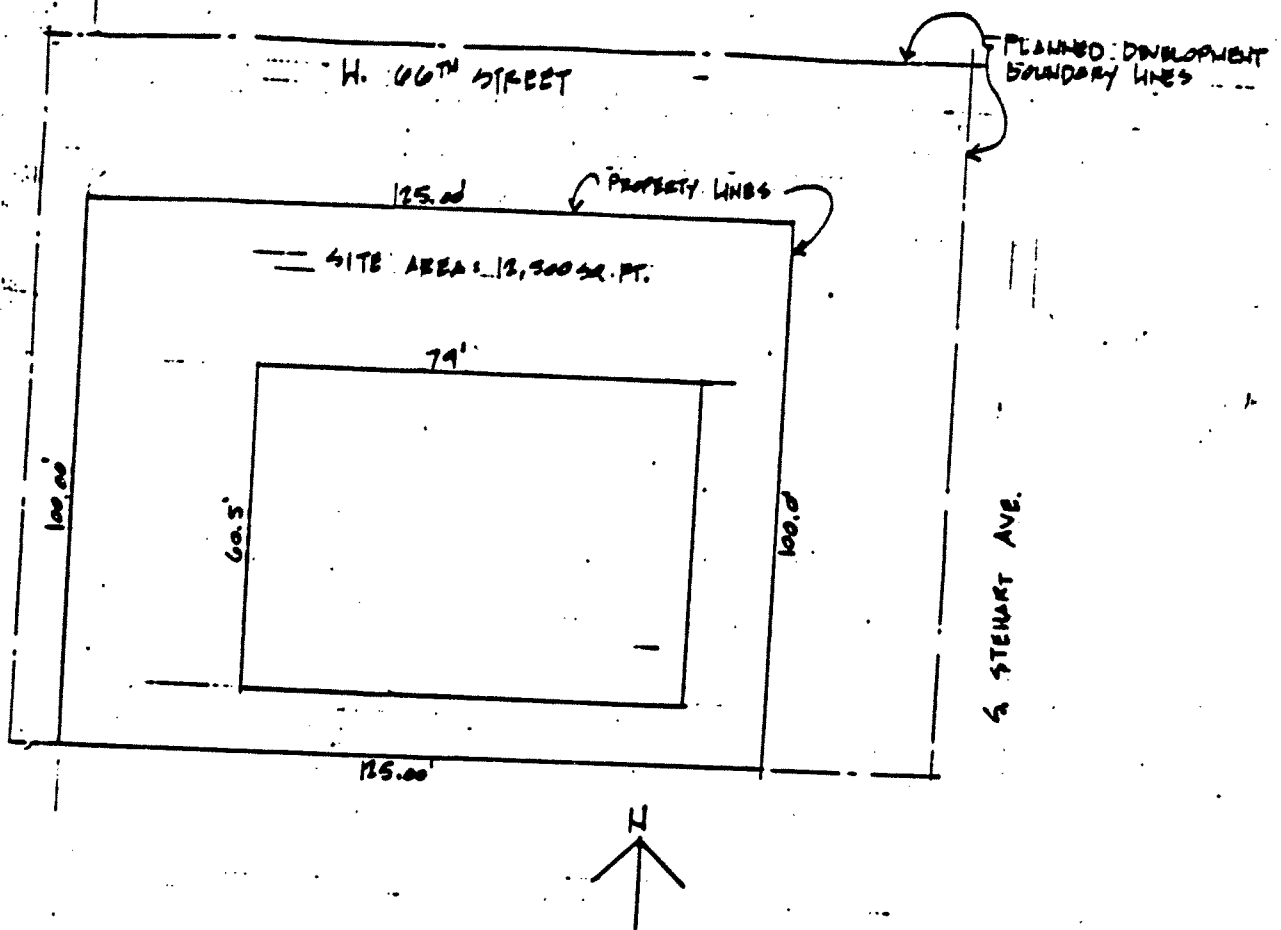 W. 66TH STREET
PLANNED DEVELOPMENT
BOUNDARY LINES
125.00'
PROPERTY LINES
SITE AREA: 12,500 SQ. FT.
79'
100.00'
60.5'
100.0'
S. STEWART AVE.
125.00'
N